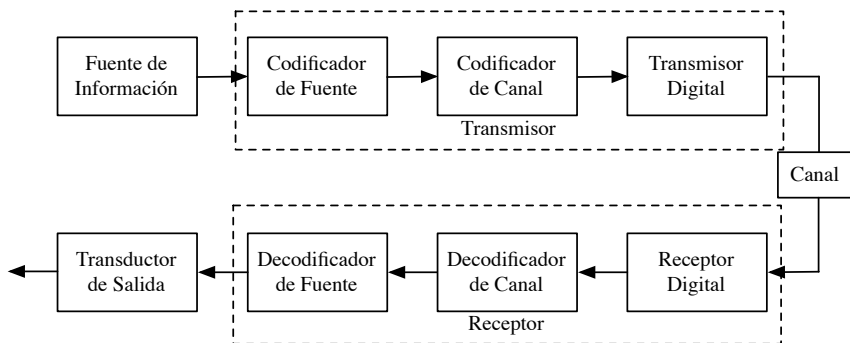 Fuente de
Información
Codificador
de Fuente
Codificador
de Canal
Transmisor
Digital
Transmisor
Canal
Transductor
de Salida
Decodificador
de Fuente
Decodificador
de Canal
Receptor
Digital
Receptor